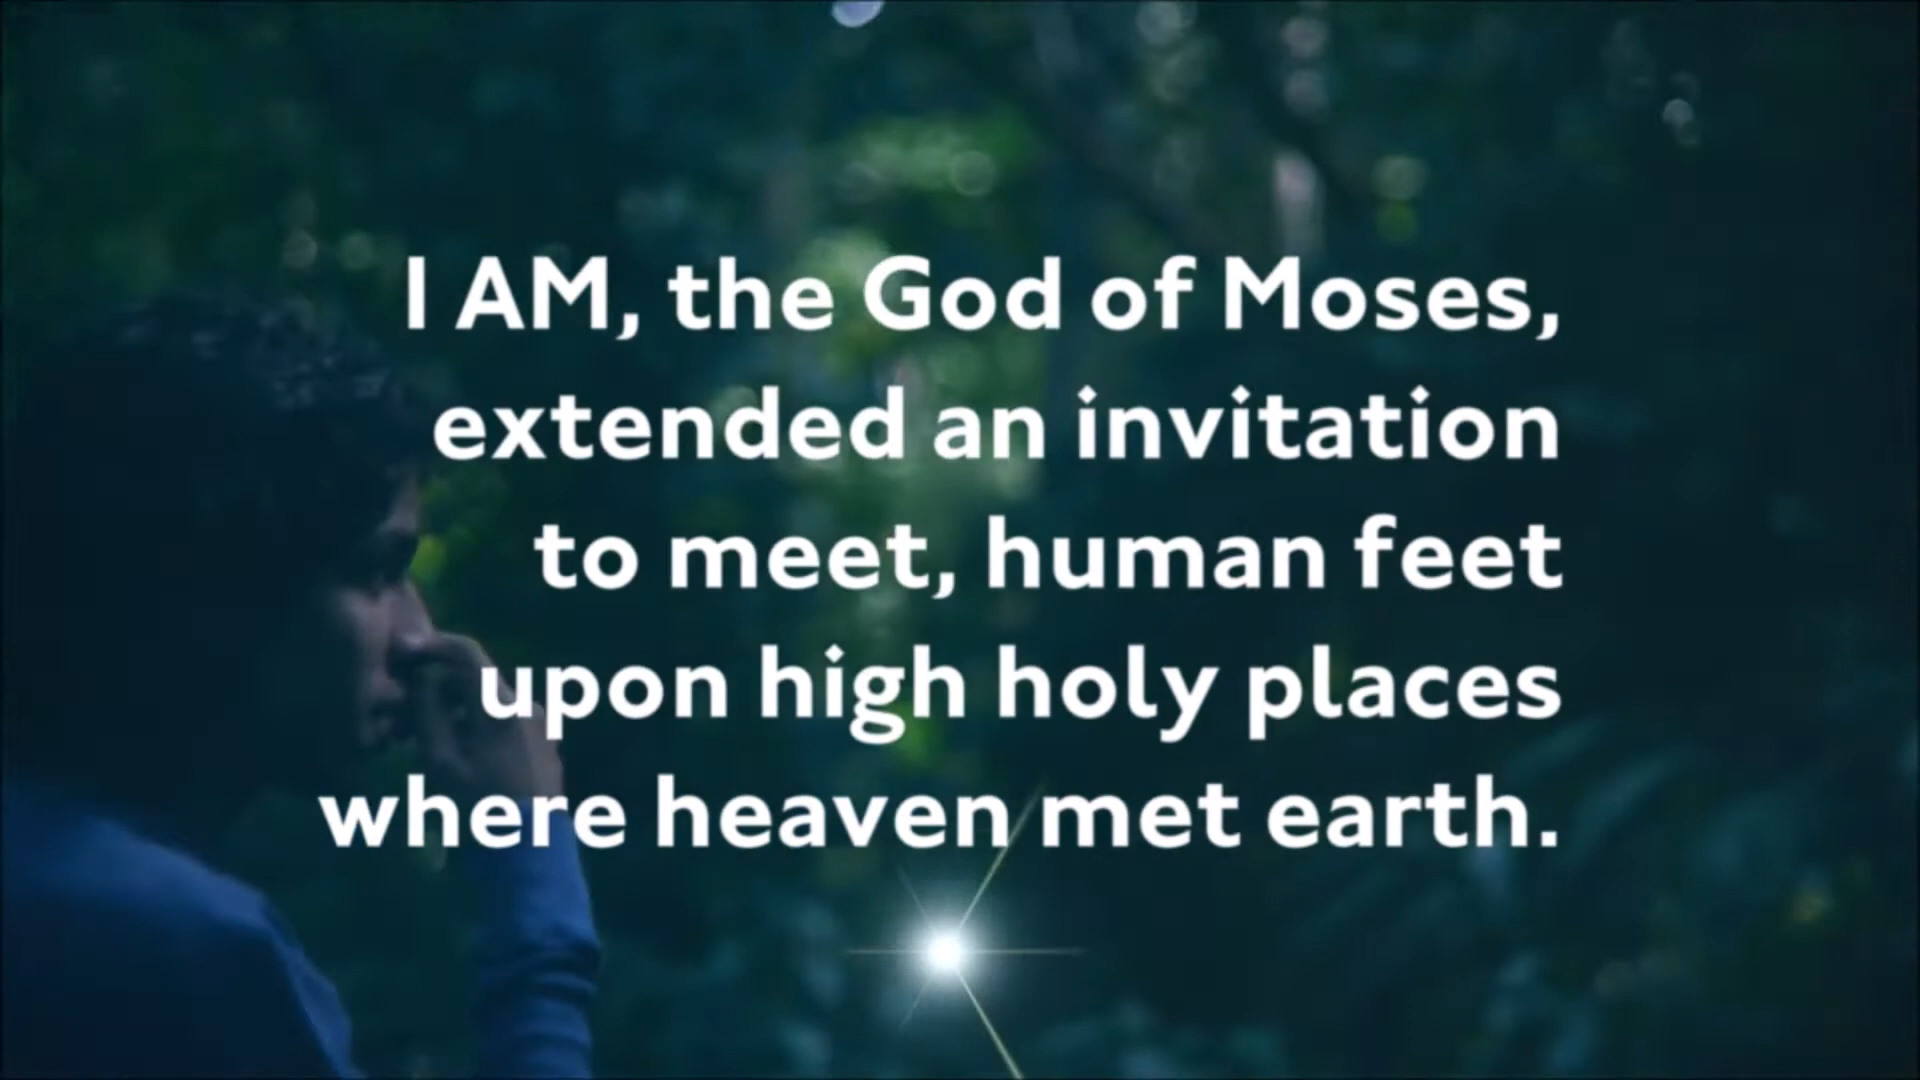 I AM, the God of Moses,
extended an invitation
to meet, human feet
upon high holy places
where heaven met earth.